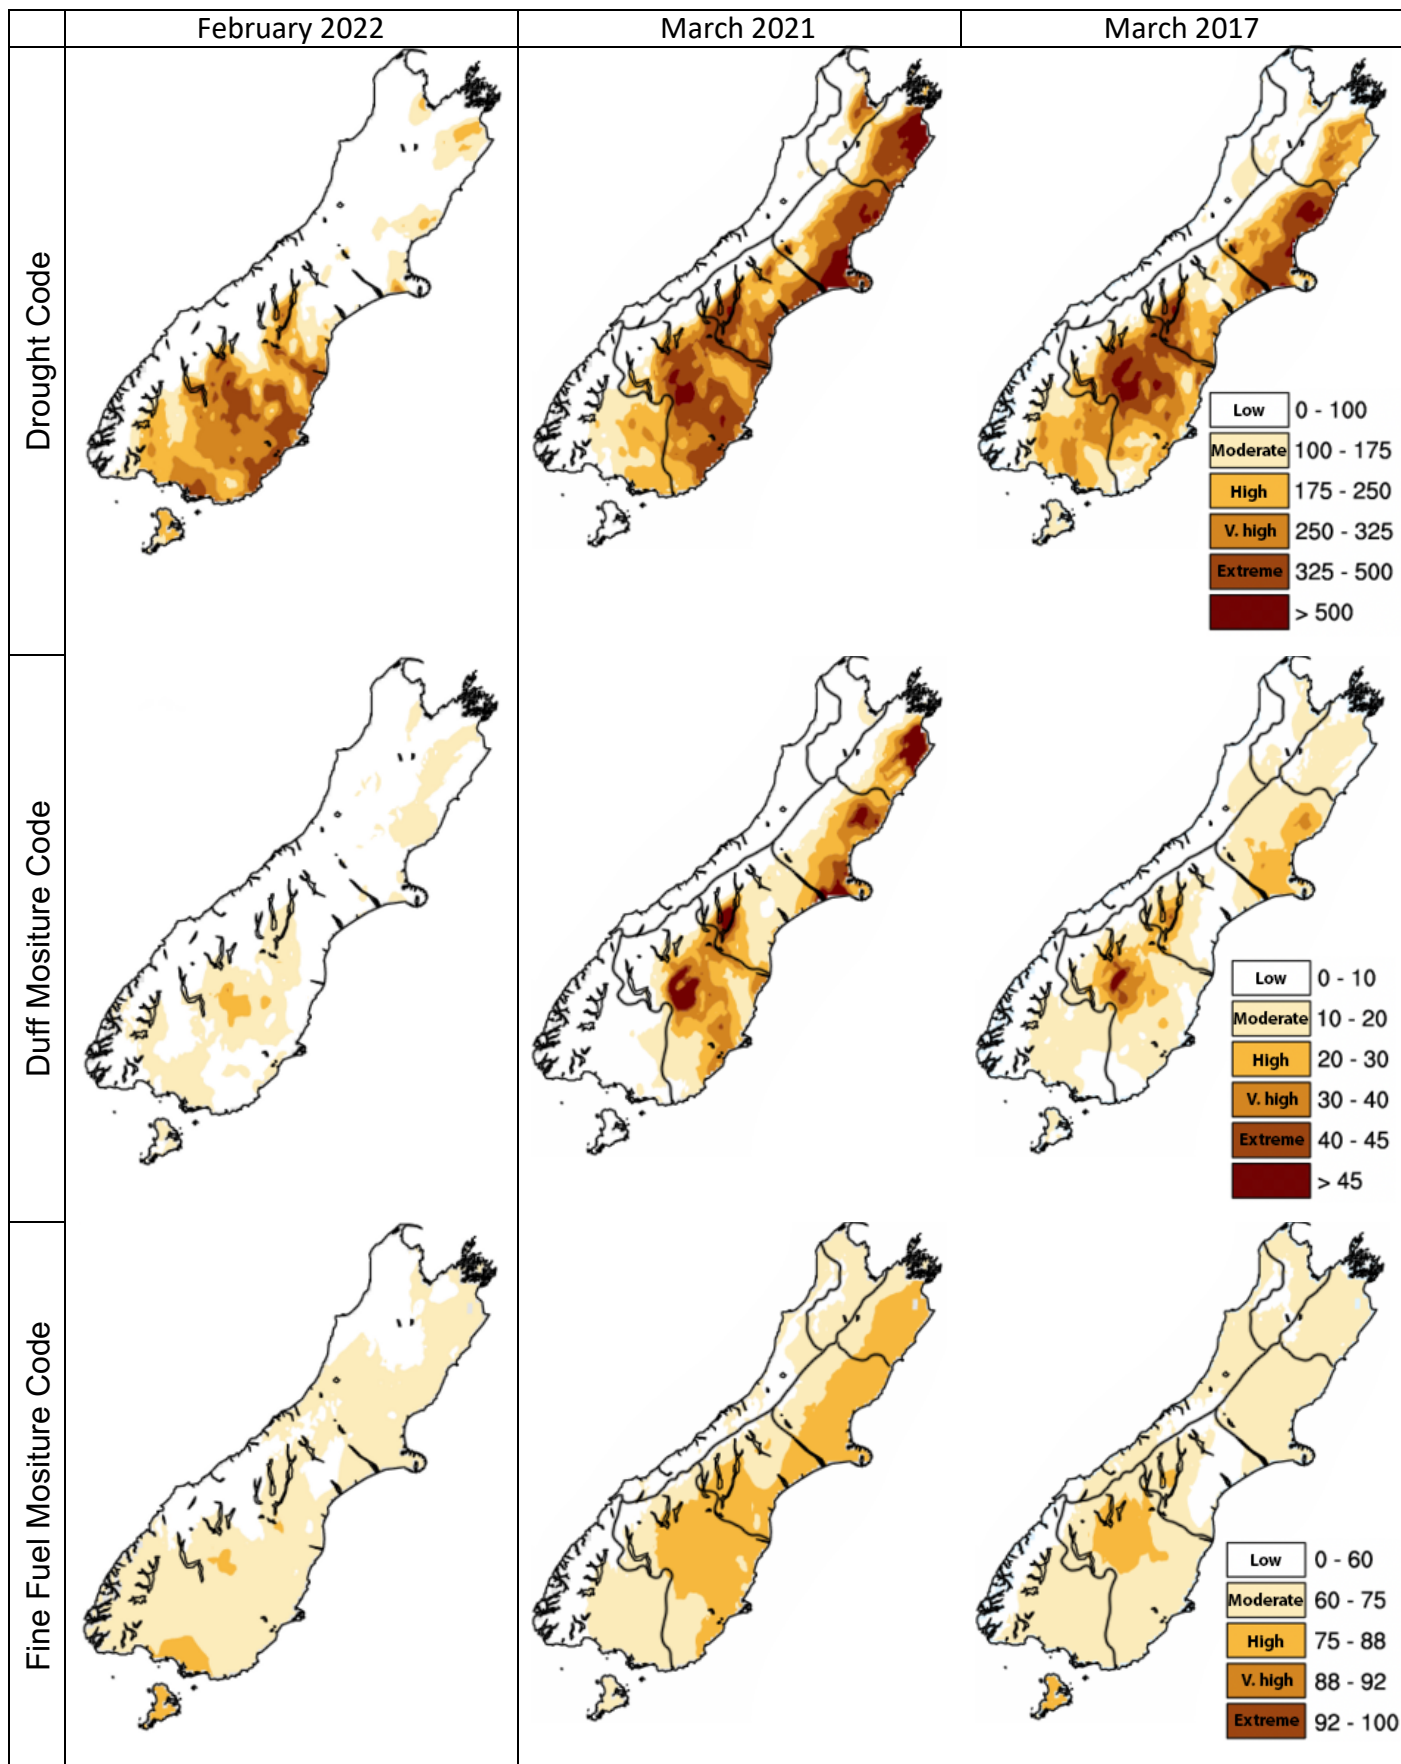 February 2022
March 2021
March 2017
Drought Code
Low 0 - 100
Moderate 100 - 175
High 175 - 250
V. high 250 - 325
Extreme 325 - 500
> 500
Duff Mositure Code
Low 0 - 10
Moderate 10 - 20
High 20 - 30
V. high 30 - 40
Extreme 40 - 45
> 45
Fine Fuel Mositure Code
Low 0 - 60
Moderate 60 - 75
High 75 - 88
V. high 88 - 92
Extreme 92 - 100